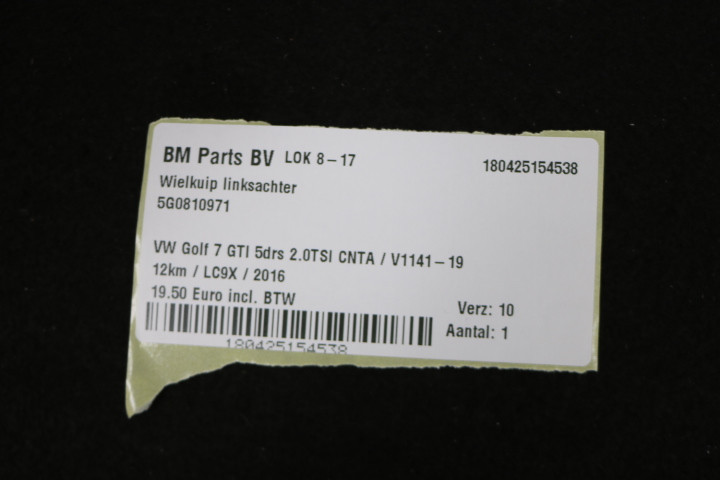 BM Parts BV LOK 8-17 180425154538
Wielkuip linksachter
5G0810971
VW Golf 7 GTI 5drs 2.0TSI CNTA / V1141-19
12km / LC9X / 2016
19.50 Euro incl. BTW
Verz: 10
Aantal: 1
180425154538